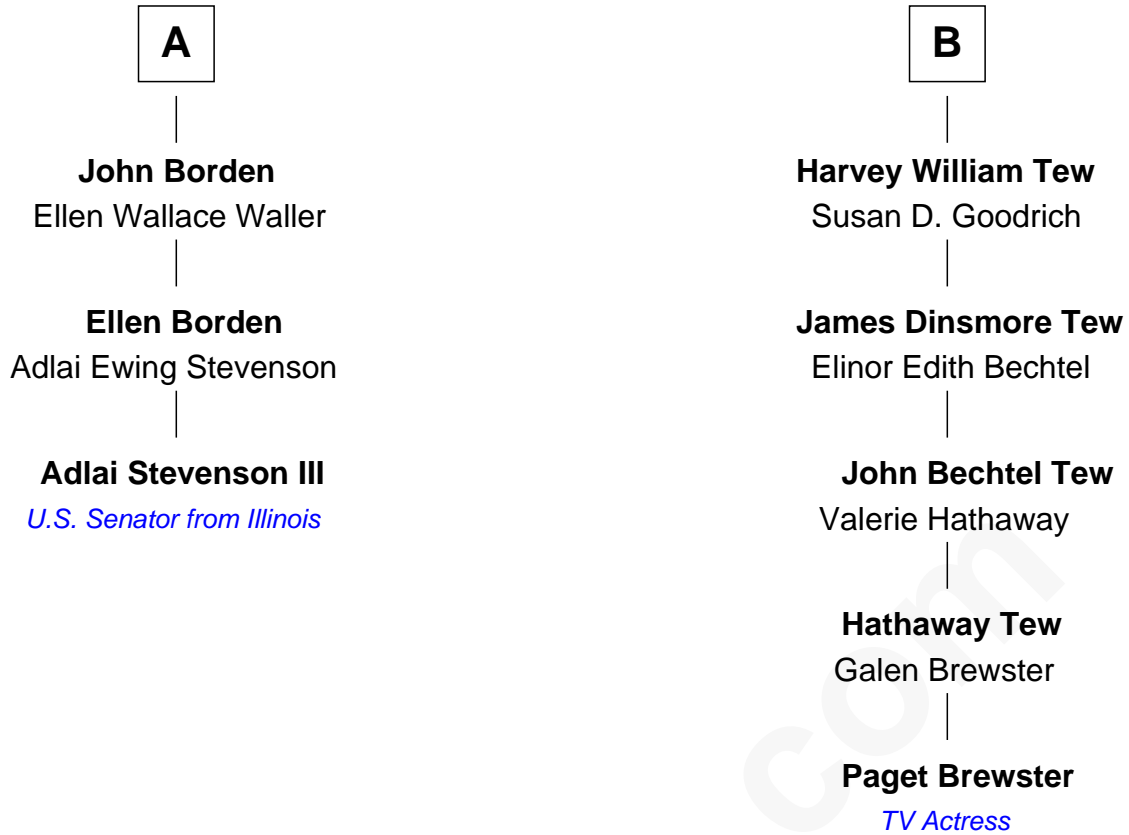 A
John Borden
Ellen Wallace Waller
Ellen Borden
Adlai Ewing Stevenson
Adlai Stevenson III
U.S. Senator from Illinois
B
Harvey William Tew
Susan D. Goodrich
James Dinsmore Tew
Elinor Edith Bechtel
John Bechtel Tew
Valerie Hathaway
Hathaway Tew
Galen Brewster
Paget Brewster
TV Actress
com